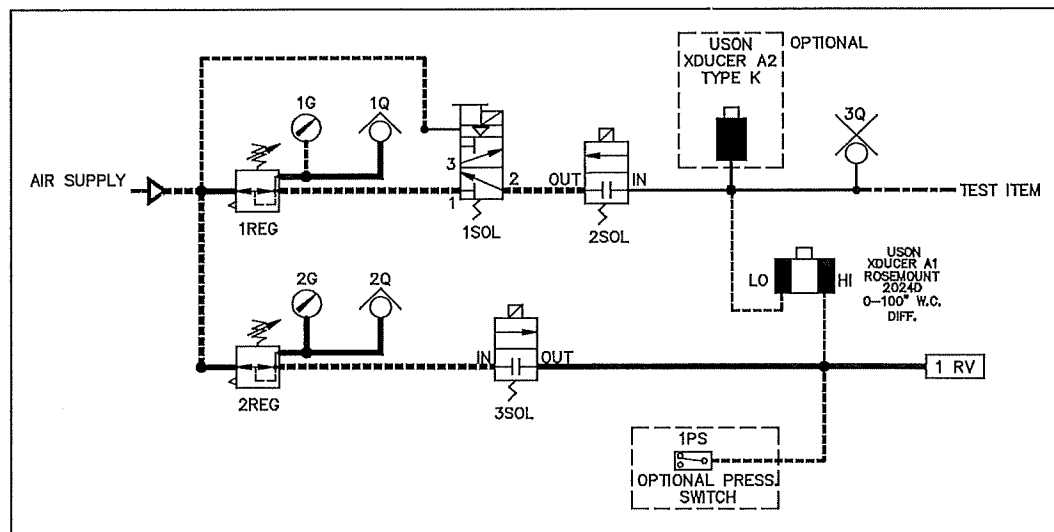 USON
XDUCER A2
TYPE K
OPTIONAL
1G
1Q
3Q
3
AIR SUPPLY
2
OUT
IN
TEST ITEM
1
1REG
1SOL
2SOL
USON
XDUCER A1
ROSEMOUNT
2024D
0-100" W.C.
DIFF.
LO
HI
2G
2Q
IN
OUT
1 RV
2REG
3SOL
1PS
OPTIONAL PRESS.
SWITCH